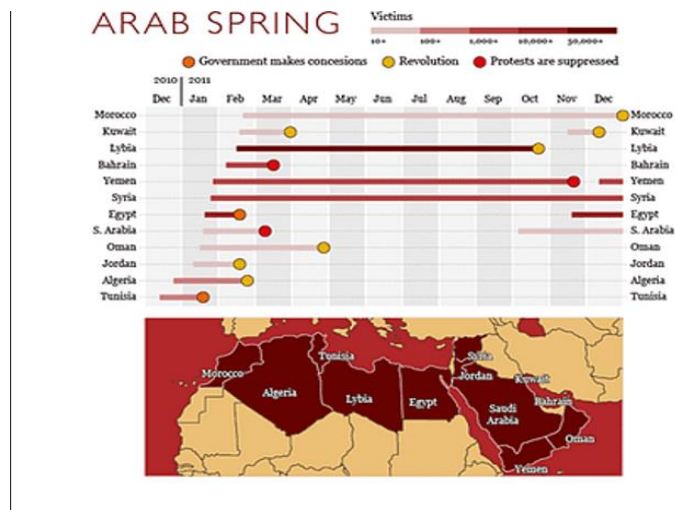 ARAB SPRING
Victims
10+ 100+ 1,000+ 10,000+ 30,000+
Government makes concesions Revolution Protests are suppressed
2010 2011
Dec Jan Feb Mar Apr May Jun Jul Aug Sep Oct Nov Dec
Morocco Morocco
Kuwait Kuwait
Lybia Lybia
Bahrain Bahrain
Yemen Yemen
Syria Syria
Egypt Egypt
S. Arabia S. Arabia
Oman Oman
Jordan Jordan
Algeria Algeria
Tunisia Tunisia
Tunisia
Syria
Morocco
Jordan
Kuwait
Algeria
Lybia
Egypt
Saudi
Arabia
Bahrain
Oman
Yemen